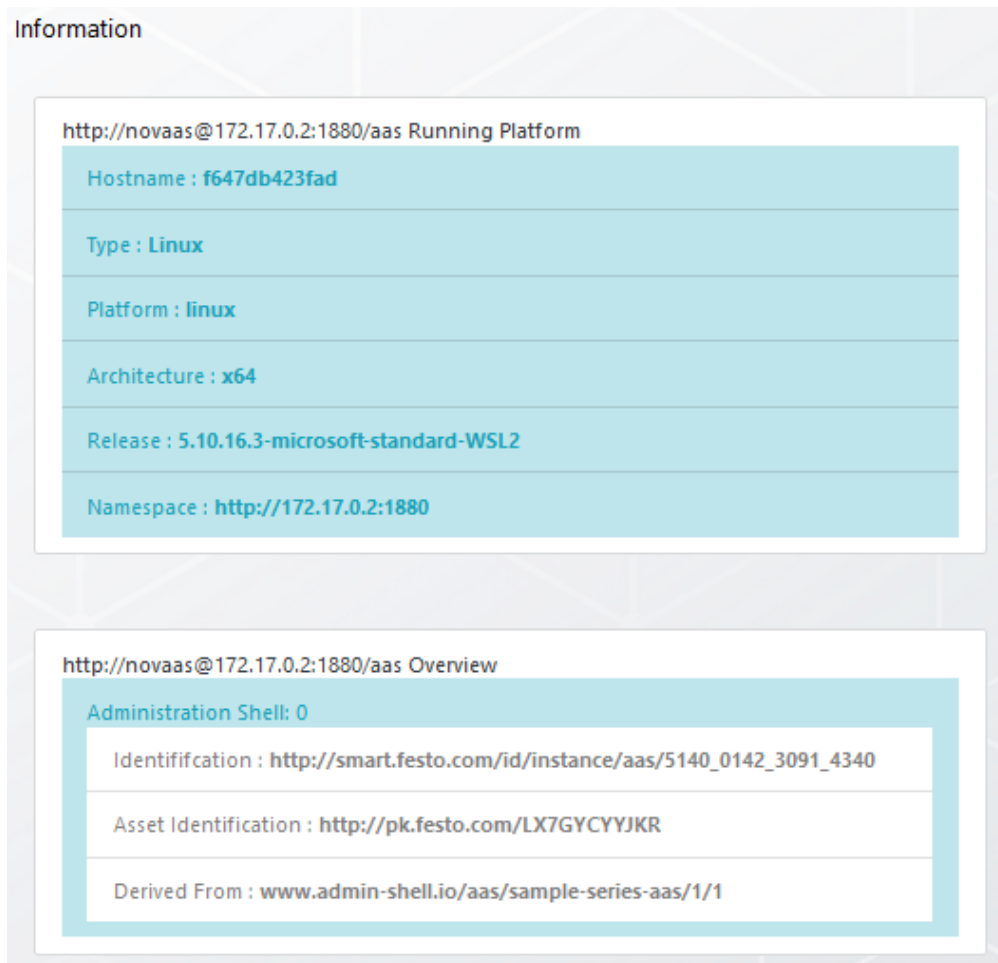 Information
http://novaas@172.17.0.2:1880/aas Running Platform
Hostname : f647db423fad
Type : Linux
Platform : linux
Architecture : x64
Release : 5.10.16.3-microsoft-standard-WSL2
Namespace : http://172.17.0.2:1880
http://novaas@172.17.0.2:1880/aas Overview
Administration Shell: 0
Identififcation : http://smart.festo.com/id/instance/aas/5140_0142_3091_4340
Asset Identification : http://pk.festo.com/LX7GYCYYJKR
Derived From : www.admin-shell.io/aas/sample-series-aas/1/1